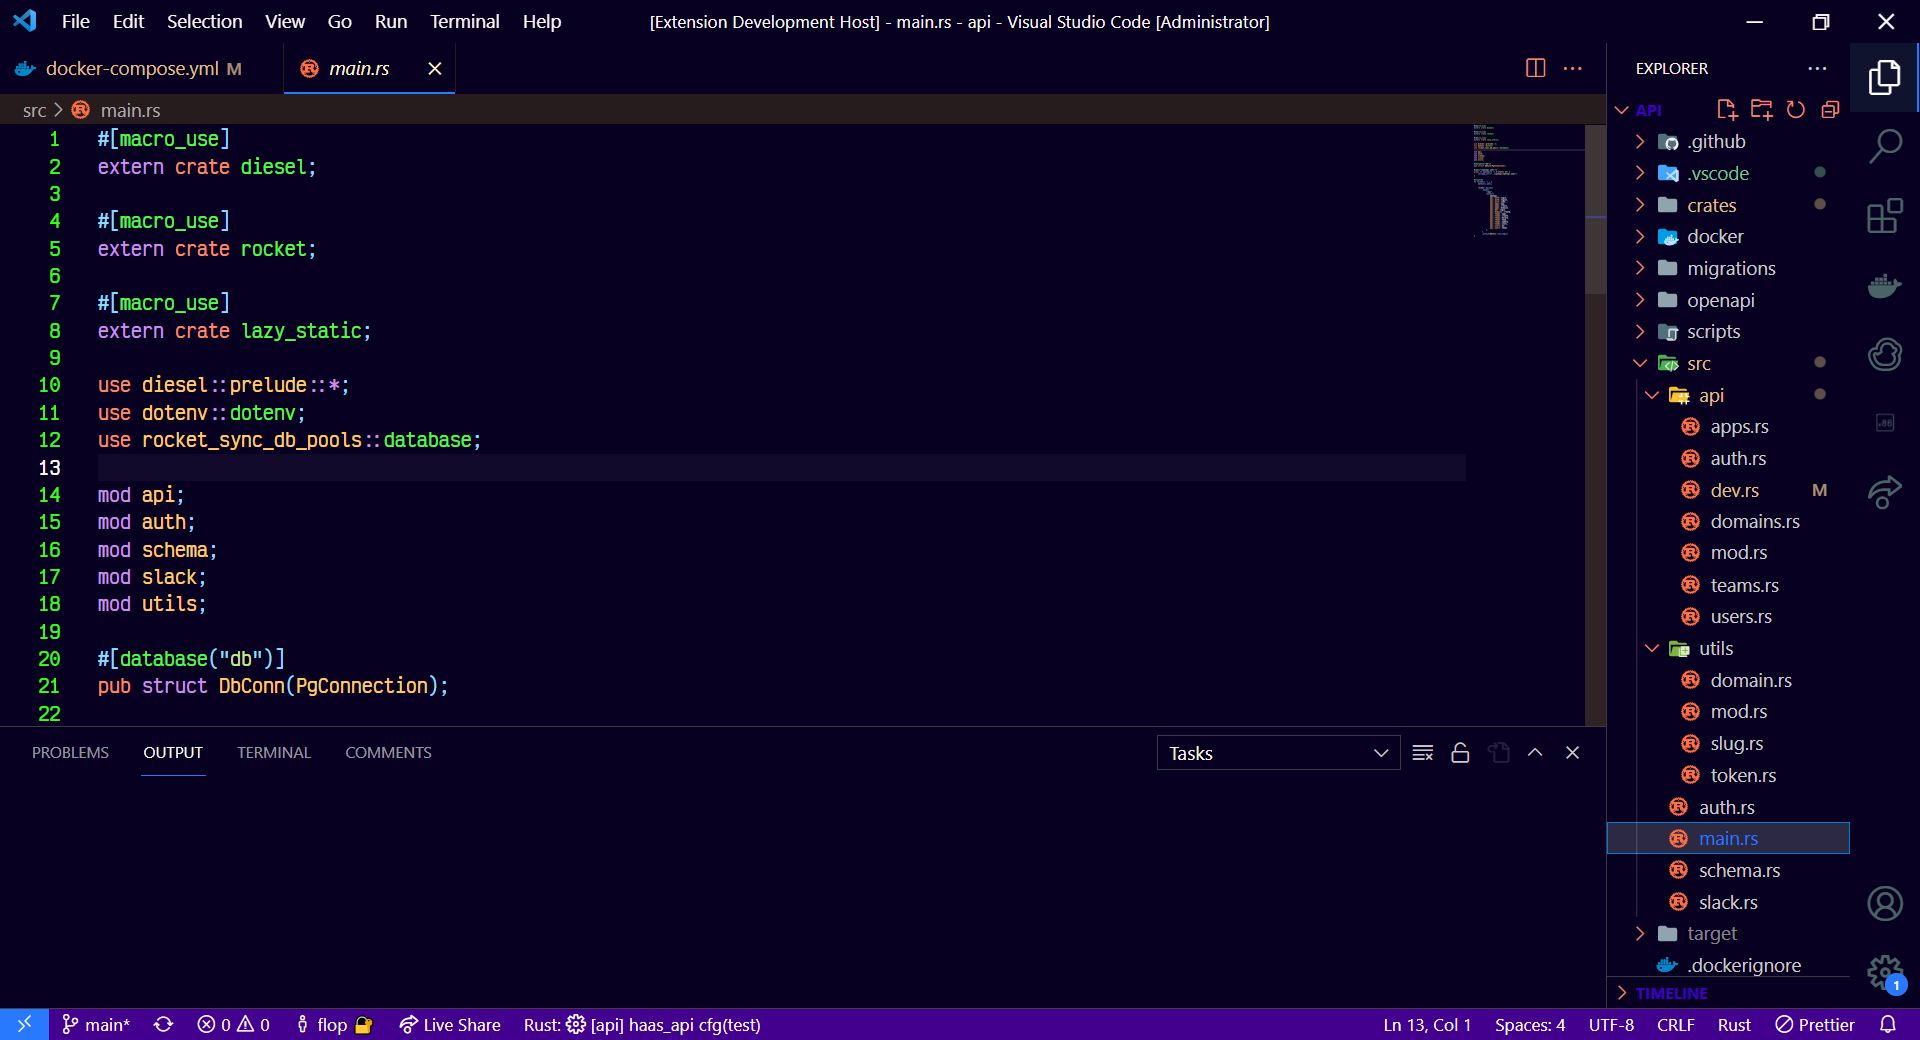 File Edit Selection View Go Run Terminal Help [Extension Development Host] - main.rs - api - Visual Studio Code [Administrator]
docker-compose.yml M main.rs
src > main.rs
1 #[macro_use]
2 extern crate diesel;
3
4 #[macro_use]
5 extern crate rocket;
6
7 #[macro_use]
8 extern crate lazy_static;
9
10 use diesel::prelude::*;
11 use dotenv::dotenv;
12 use rocket_sync_db_pools::database;
13
14 mod api;
15 mod auth;
16 mod schema;
17 mod slack;
18 mod utils;
19
20 #[database("db")]
21 pub struct DbConn(PgConnection);
22
PROBLEMS OUTPUT TERMINAL COMMENTS Tasks
EXPLORER
API
.github
.vscode
crates
docker
migrations
openapi
scripts
src
api
apps.rs
auth.rs
dev.rs M
domains.rs
mod.rs
teams.rs
users.rs
utils
domain.rs
mod.rs
slug.rs
token.rs
auth.rs
main.rs
schema.rs
slack.rs
target
.dockerignore
TIMELINE
1
main* 0 0 flop Live Share Rust: [api] haas_api cfg(test) Ln 13, Col 1 Spaces: 4 UTF-8 CRLF Rust Prettier